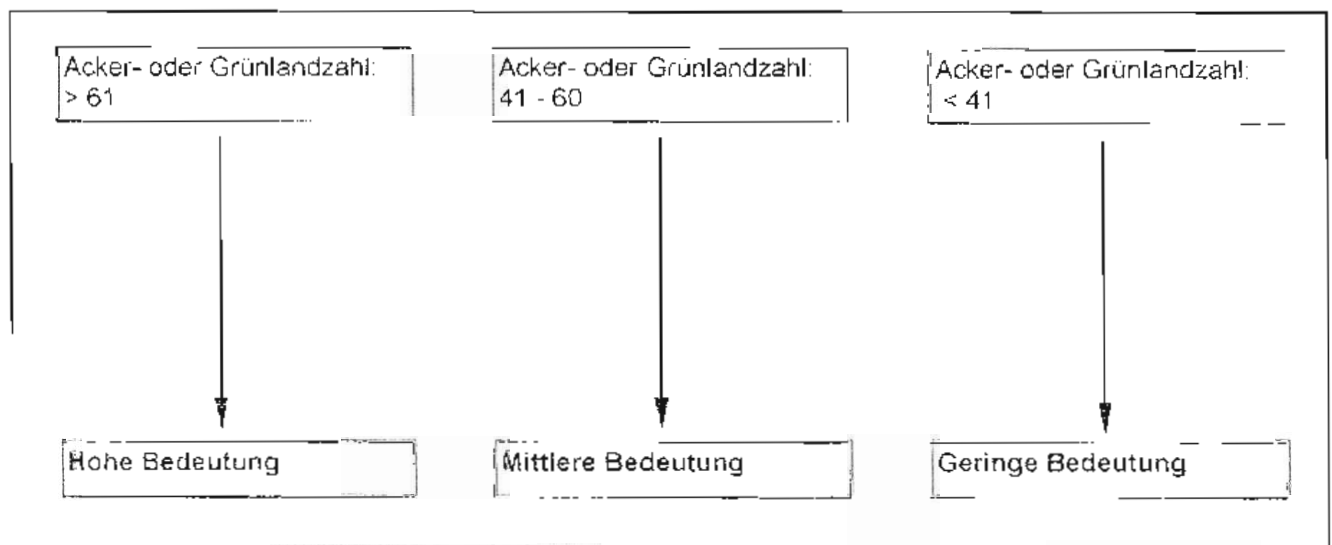 Acker- oder Grünlandzahl:
> 61
Acker- oder Grünlandzahl:
41 - 60
Acker- oder Grünlandzahl:
< 41
Hohe Bedeutung
Mittlere Bedeutung
Geringe Bedeutung